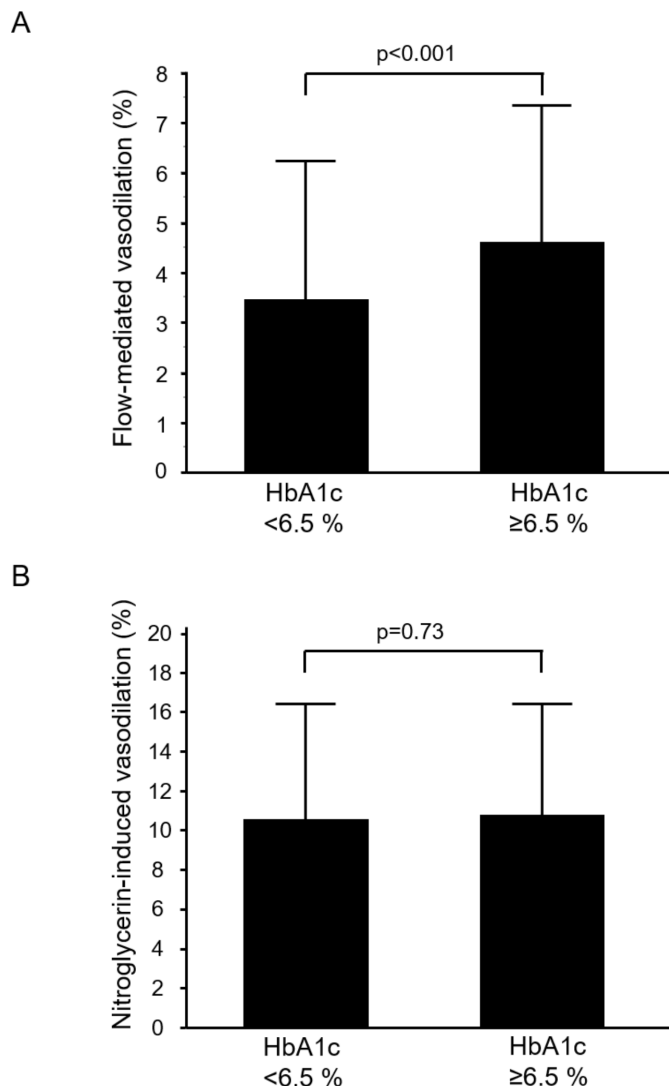 A
p<0.001
Flow-mediated vasodilation (%)
8
7
6
5
4
3
2
1
0
HbA1c
<6.5 %
HbA1c
≥6.5 %
B
p=0.73
Nitroglycerin-induced vasodilation (%)
20
18
16
14
12
10
8
6
4
2
0
HbA1c
<6.5 %
HbA1c
≥6.5 %